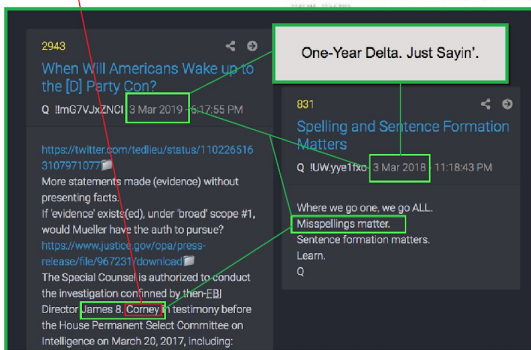 One-Year Delta. Just Sayin'.
2943
When Will Americans Wake up to
the [D] Party Con?
Q !!mG7VJxZNCI 3 Mar 2019 - 6:17:55 PM
https://twitter.com/tedlieu/status/110226516
3107971077
More statements made (evidence) without
presenting facts.
If 'evidence' exists(ed), under 'broad' scope #1,
would Mueller have the auth to pursue?
https://www.justice.gov/opa/press-
release/file/967231/download
The Special Counsel is authorized to conduct
the investigation confinned by then-FBI
Director James 8. Corney in testimony before
the House Permanent Select Committee on
Intelligence on March 20, 2017, including:
831
Spelling and Sentence Formation
Matters
Q !UW.yye1fxo 3 Mar 2018 - 11:18:43 PM
Where we go one, we go ALL.
Misspellings matter.
Sentence formation matters.
Learn.
Q